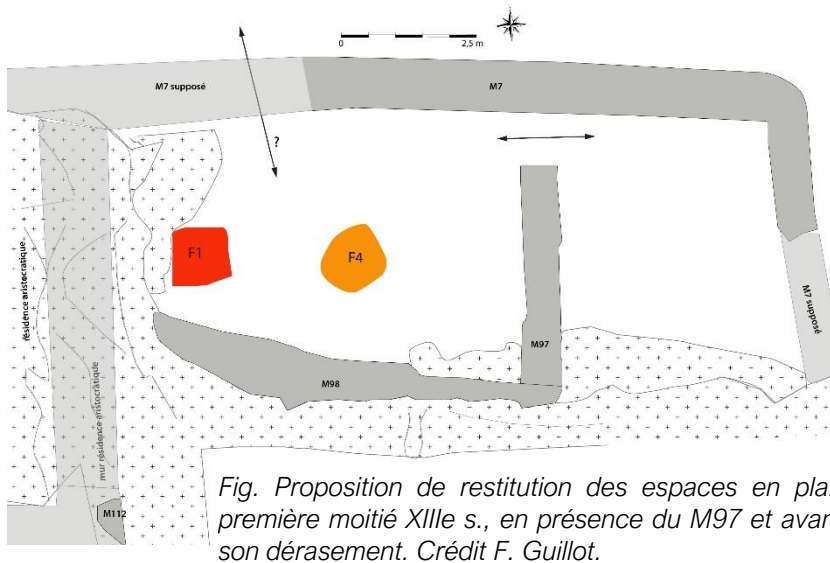 0
2,5 m
M7 supposé
M7
?
F1
F4
résidence aristocratique
M7 supposé
M97
M98
mur résidence aristocratique
M112
Fig. Proposition de restitution des espaces en pla
première moitié XIIIe s., en présence du M97 et avan
son dérasement. Crédit F. Guillot.